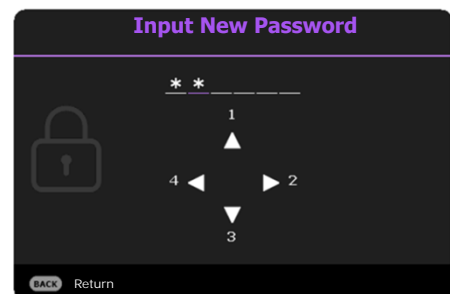 Input New Password
* * _ _ _ _
1
4 2
3
BACK Return